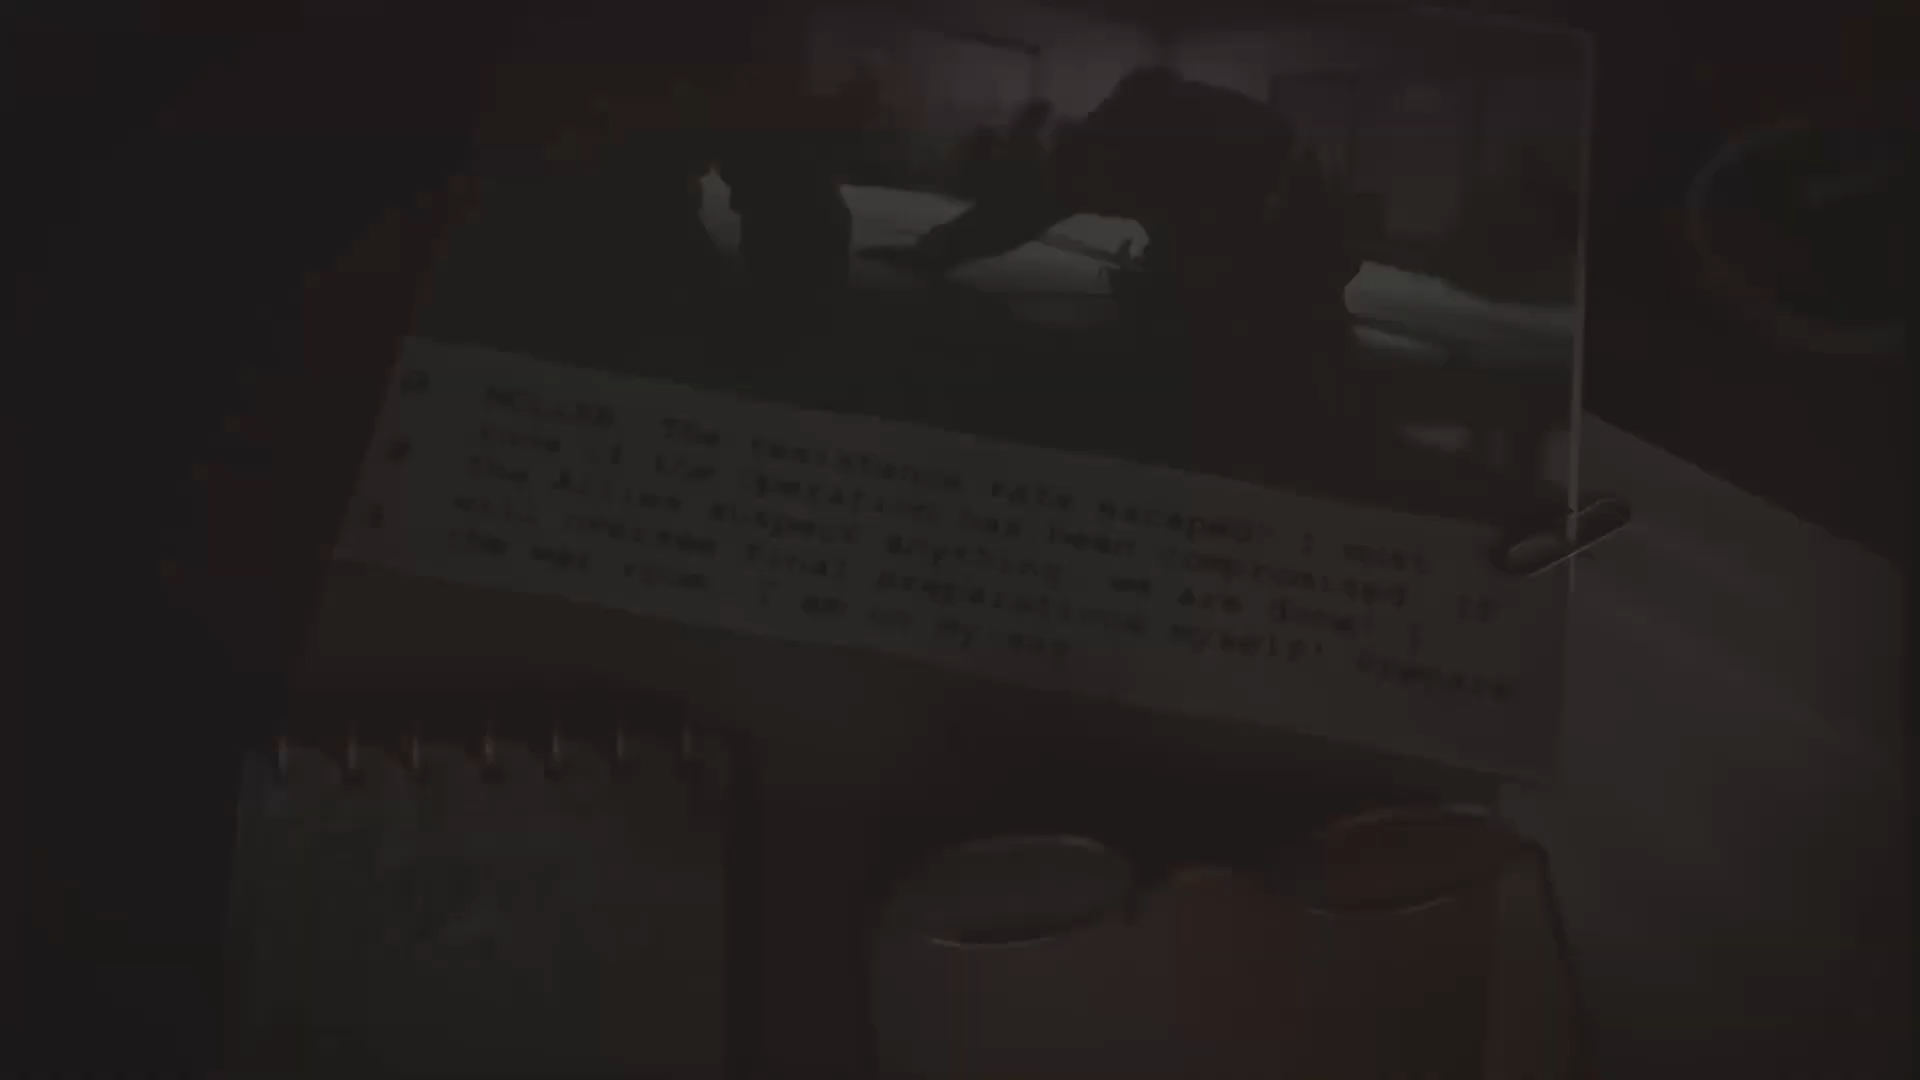 The resistance rats escaped! I must
know if the operation has been compromised. If
the Allies suspect anything, we are done! I
will oversee final preparations myself! Prepare
the war room. I am on my way.